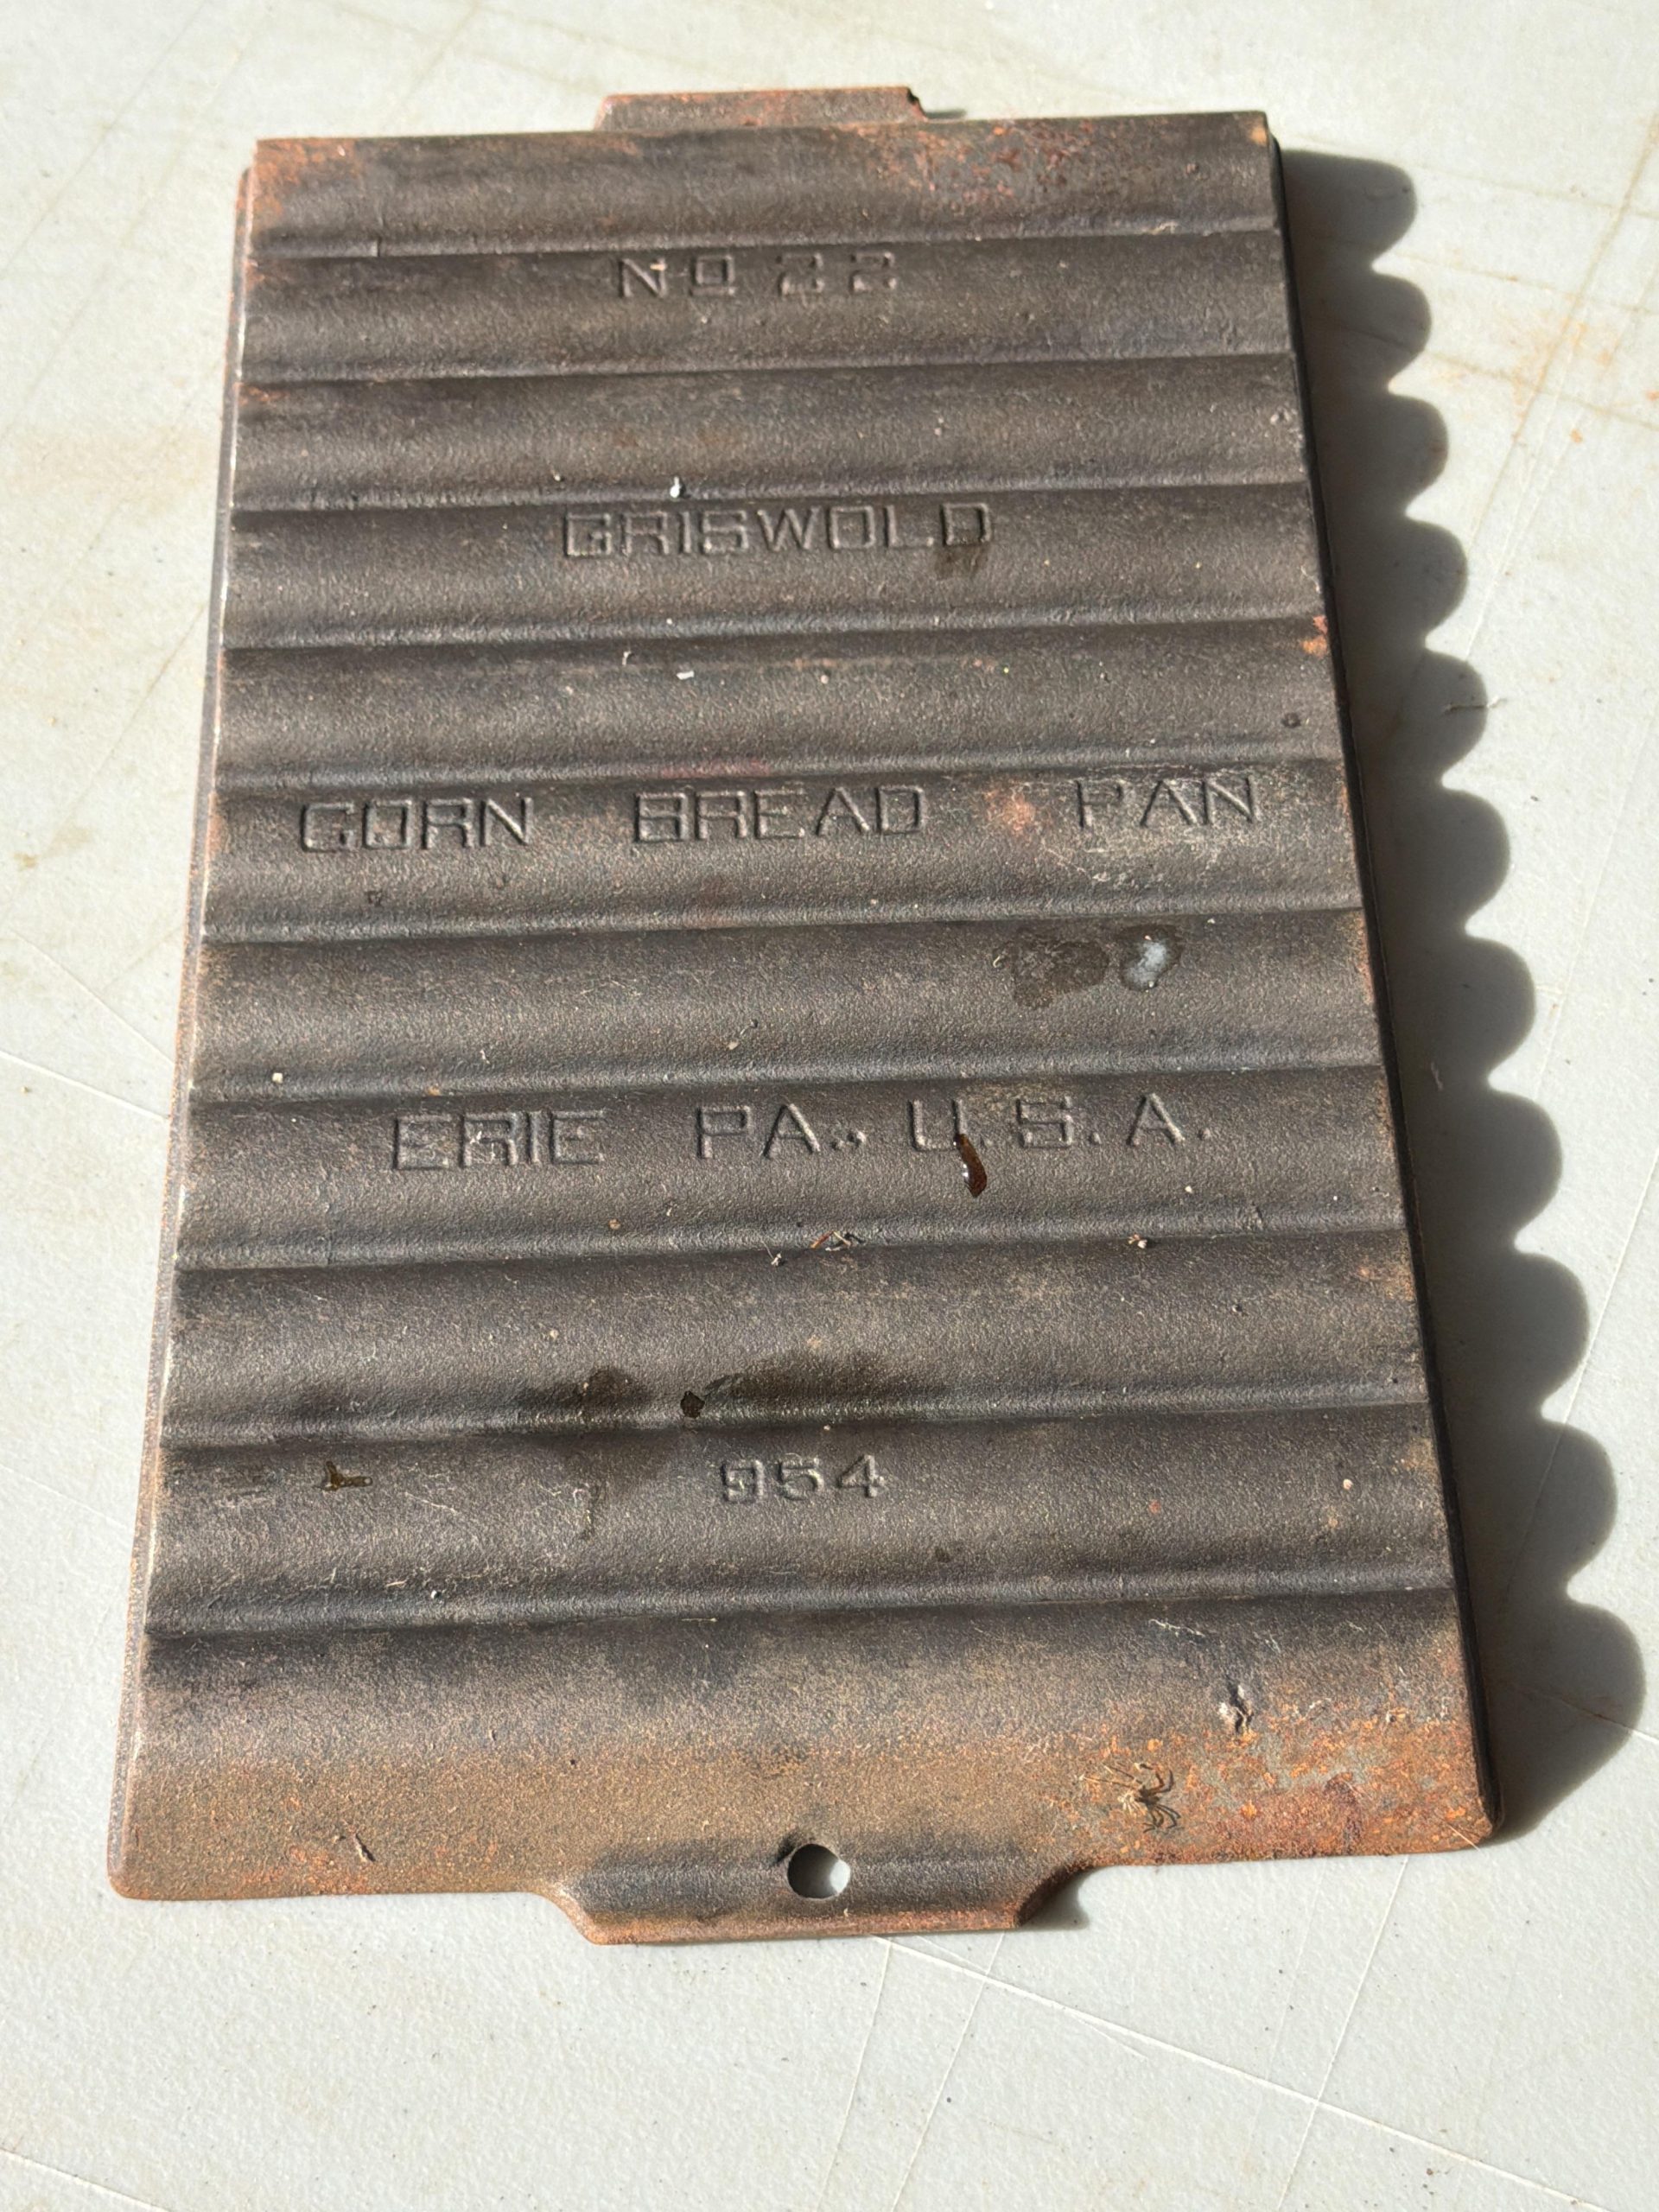 No 22
GRISWOLD
CORN BREAD PAN
ERIE PA., U.S.A.
954